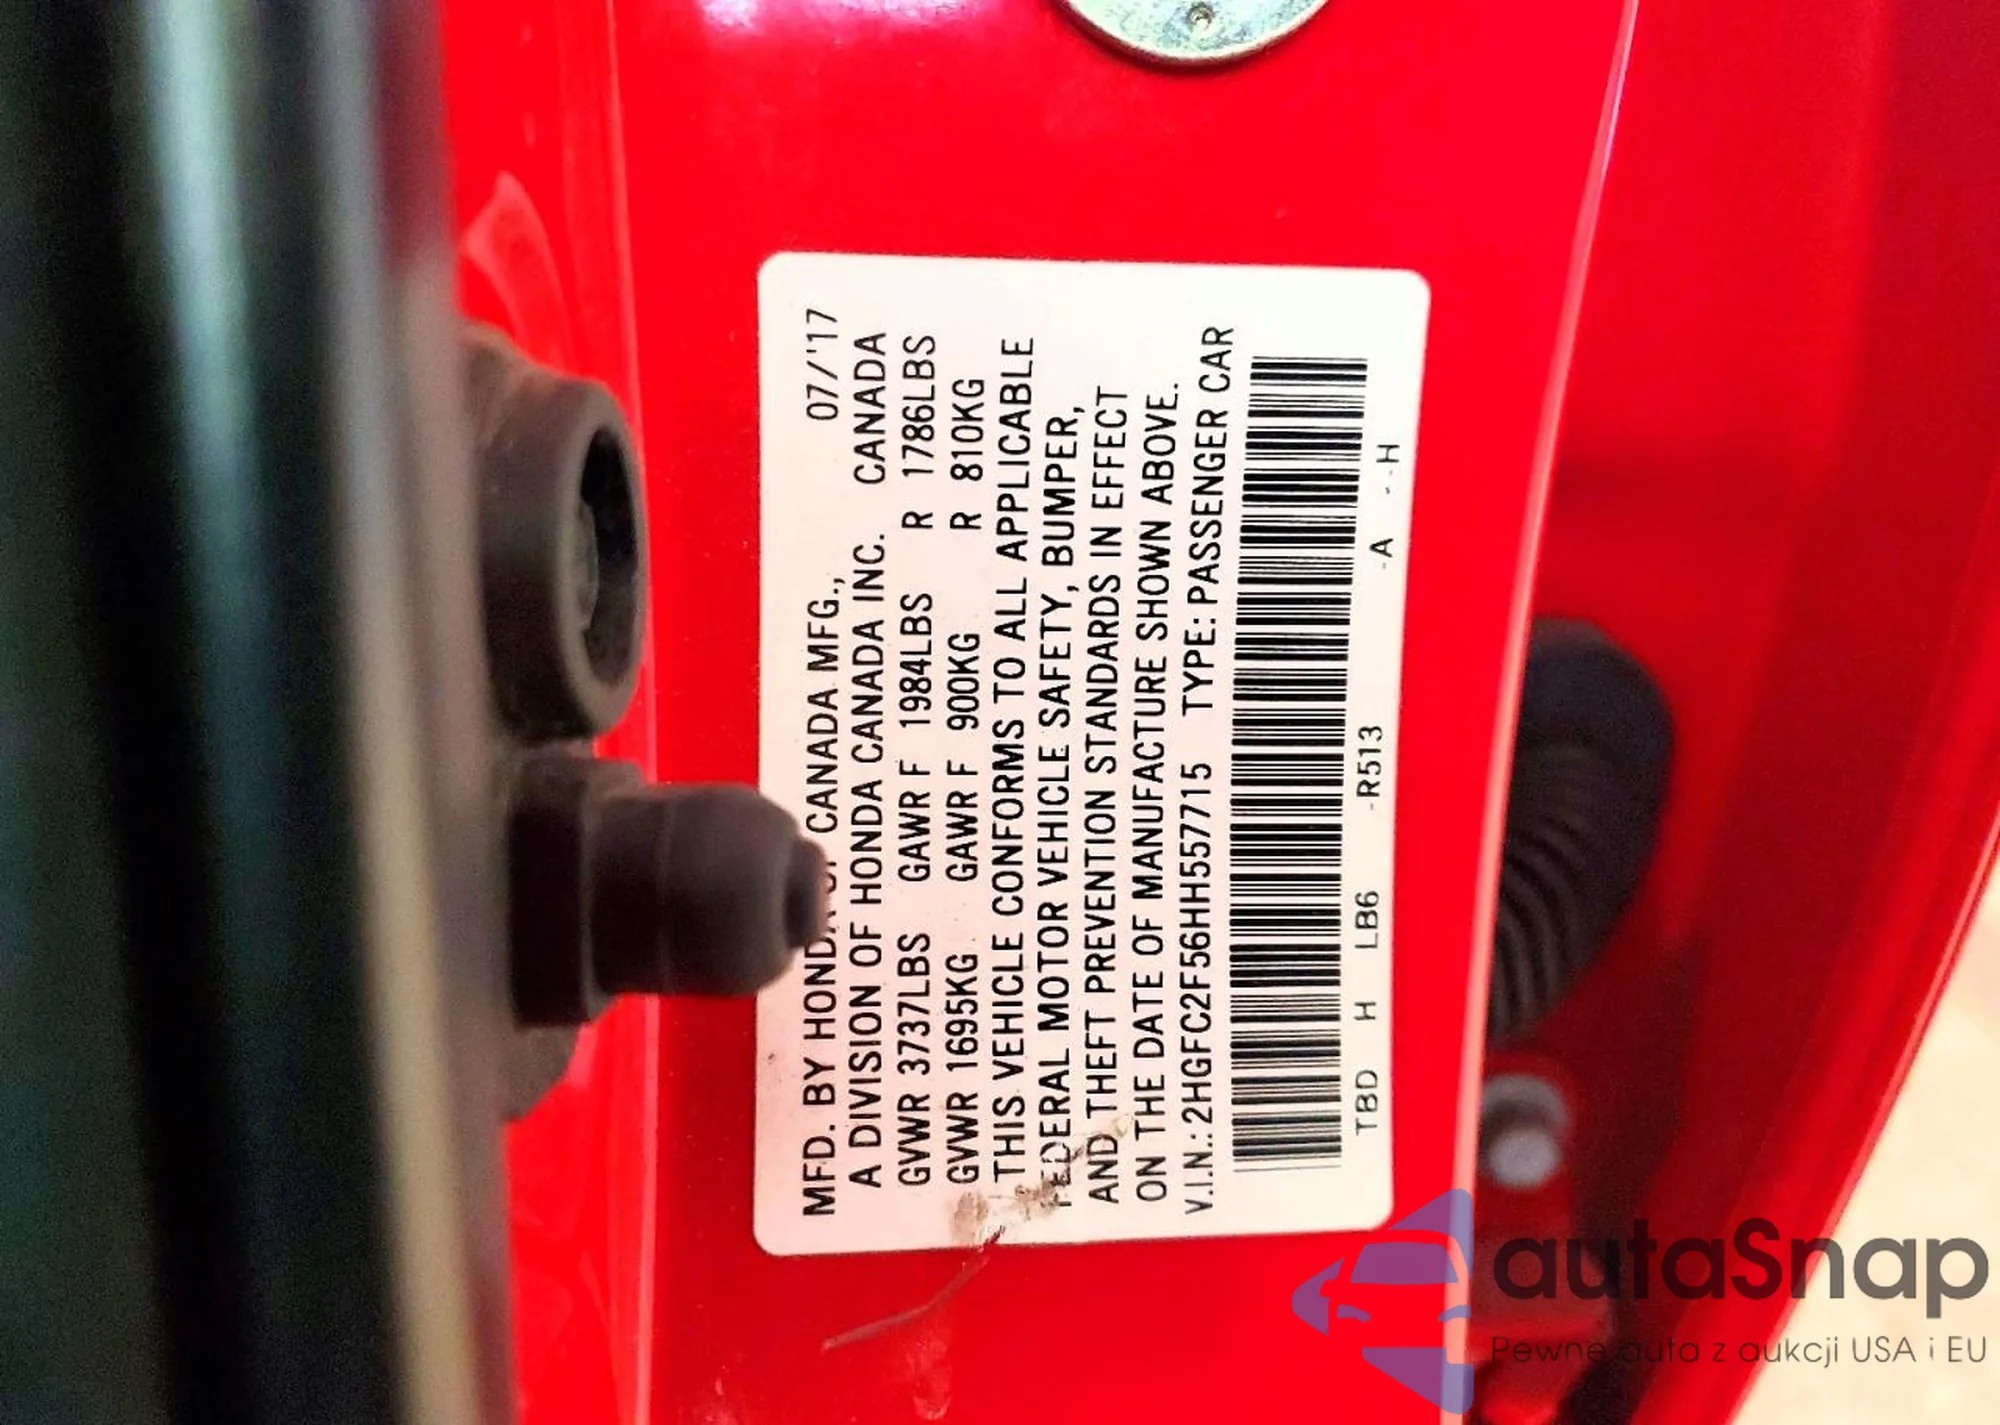 MFD. BY HONDA OF CANADA MFG., 07/'17
A DIVISION OF HONDA CANADA INC. CANADA
GVWR 3737LBS GAWR F 1984LBS R 1786LBS
GVWR 1695KG GAWR F 900KG R 810KG
THIS VEHICLE CONFORMS TO ALL APPLICABLE
FEDERAL MOTOR VEHICLE SAFETY, BUMPER,
AND THEFT PREVENTION STANDARDS IN EFFECT
ON THE DATE OF MANUFACTURE SHOWN ABOVE.
V.I.N.: 2HGFC2F56HH557715 TYPE: PASSENGER CAR
TBD H LB6 -R513 -A --H
autaSnap
Pewne auta z aukcji USA i EU